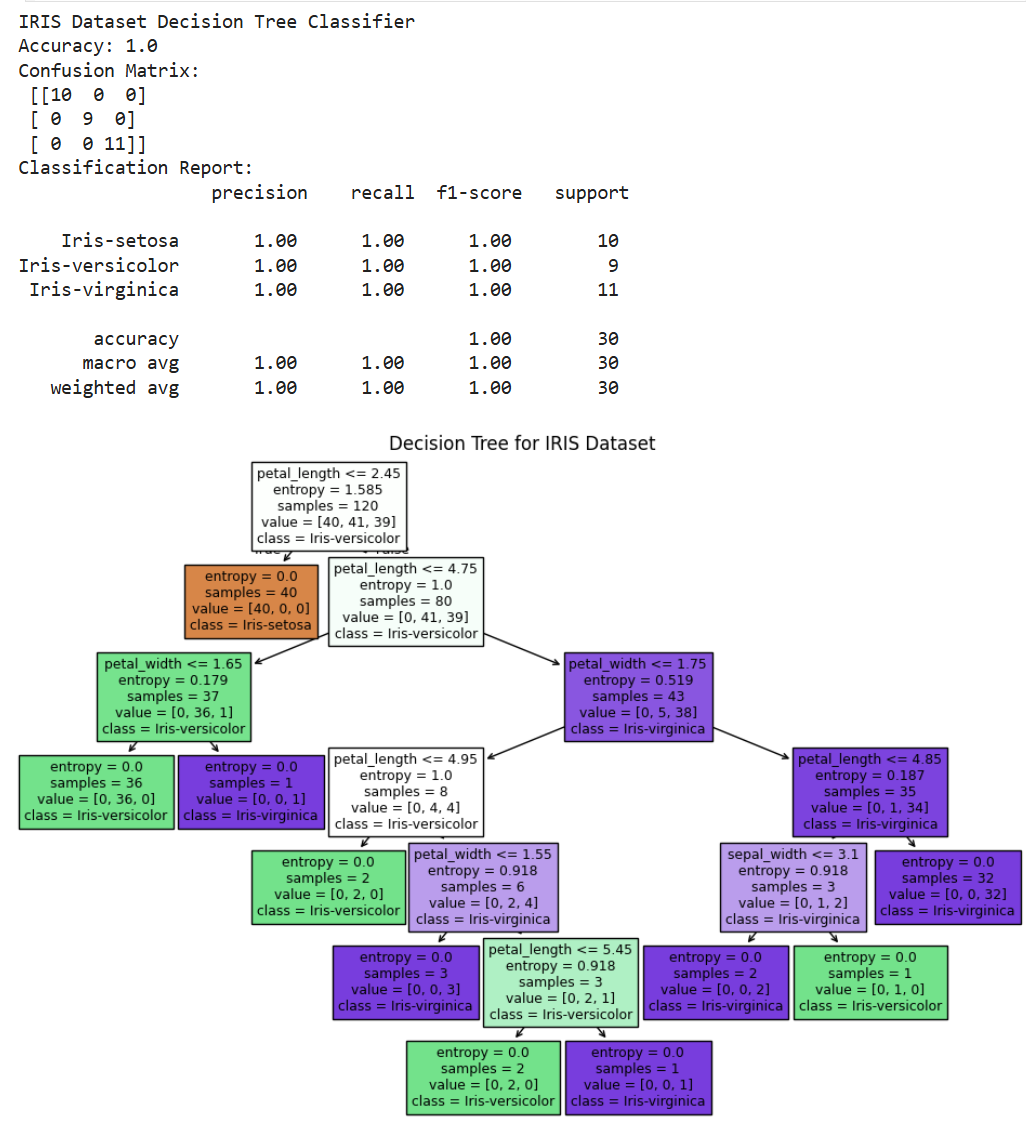 IRIS Dataset Decision Tree Classifier
Accuracy: 1.0
Confusion Matrix:
[[10 0 0]
[ 0 9 0]
[ 0 0 11]]
Classification Report:
precision recall f1-score support
Iris-setosa 1.00 1.00 1.00 10
Iris-versicolor 1.00 1.00 1.00 9
Iris-virginica 1.00 1.00 1.00 11
accuracy 1.00 30
macro avg 1.00 1.00 1.00 30
weighted avg 1.00 1.00 1.00 30
Decision Tree for IRIS Dataset
petal_length <= 2.45
entropy = 1.585
samples = 120
value = [40, 41, 39]
class = Iris-versicolor
entropy = 0.0
samples = 40
value = [40, 0, 0]
class = Iris-setosa
petal_length <= 4.75
entropy = 1.0
samples = 80
value = [0, 41, 39]
class = Iris-versicolor
petal_width <= 1.65
entropy = 0.179
samples = 37
value = [0, 36, 1]
class = Iris-versicolor
petal_width <= 1.75
entropy = 0.519
samples = 43
value = [0, 5, 38]
class = Iris-virginica
entropy = 0.0
samples = 36
value = [0, 36, 0]
class = Iris-versicolor
entropy = 0.0
samples = 1
value = [0, 0, 1]
class = Iris-virginica
petal_length <= 4.95
entropy = 1.0
samples = 8
value = [0, 4, 4]
class = Iris-versicolor
petal_length <= 4.85
entropy = 0.187
samples = 35
value = [0, 1, 34]
class = Iris-virginica
entropy = 0.0
samples = 2
value = [0, 2, 0]
class = Iris-versicolor
petal_width <= 1.55
entropy = 0.918
samples = 6
value = [0, 2, 4]
class = Iris-virginica
sepal_width <= 3.1
entropy = 0.918
samples = 3
value = [0, 1, 2]
class = Iris-virginica
entropy = 0.0
samples = 32
value = [0, 0, 32]
class = Iris-virginica
entropy = 0.0
samples = 3
value = [0, 0, 3]
class = Iris-virginica
petal_length <= 5.45
entropy = 0.918
samples = 3
value = [0, 2, 1]
class = Iris-versicolor
entropy = 0.0
samples = 2
value = [0, 0, 2]
class = Iris-virginica
entropy = 0.0
samples = 1
value = [0, 1, 0]
class = Iris-versicolor
entropy = 0.0
samples = 2
value = [0, 2, 0]
class = Iris-versicolor
entropy = 0.0
samples = 1
value = [0, 0, 1]
class = Iris-virginica